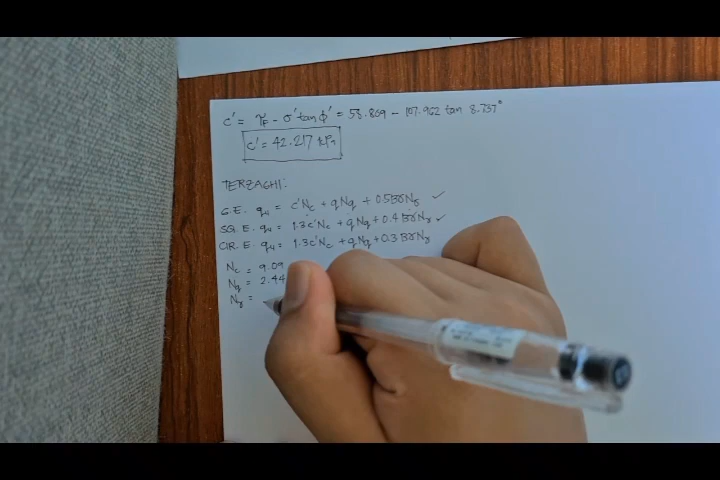 c' = τF - σ' tan φ' = 58.809 - 107.962 tan 8.737°
c' = 42.217 kPa
TERZAGHI:
G.E. qu = c'Nc + qNq + 0.5BγNγ ✓
SQ. E. qu = 1.3c'Nc + qNq + 0.4BγNγ ✓
CIR. E. qu = 1.3c'Nc + qNq + 0.3BγNγ
Nc = 9.09
Nq = 2.44
Nγ =